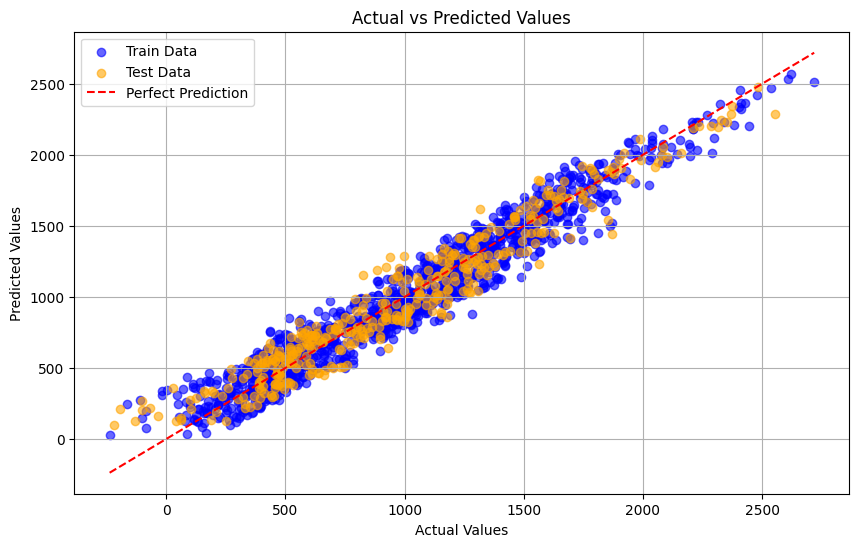 Actual vs Predicted Values
Train Data
Test Data
Perfect Prediction
2500
2000
1500
1000
500
0
Predicted Values
0 500 1000 1500 2000 2500
Actual Values